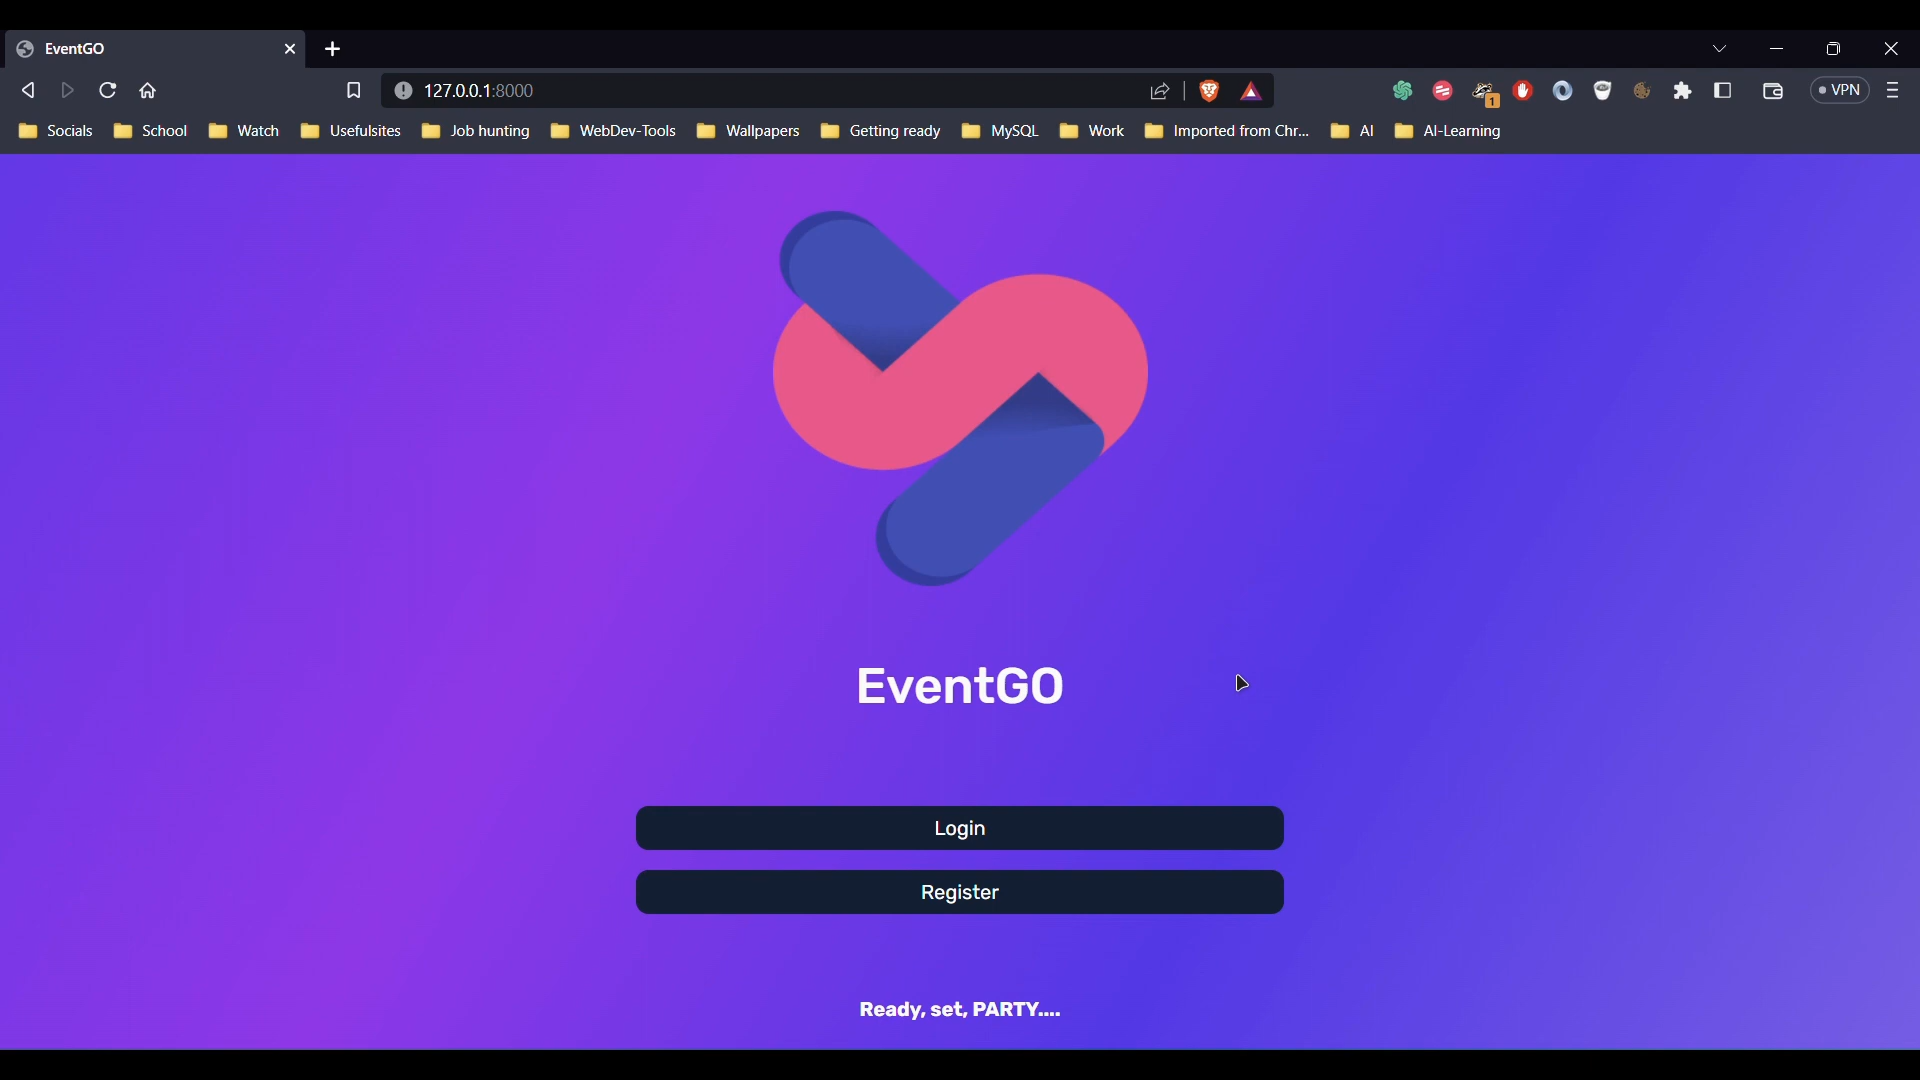 EventGO
127.0.0.1:8000
1
VPN
Socials School Watch Usefulsites Job hunting WebDev-Tools Wallpapers Getting ready MySQL Work Imported from Chr... AI AI-Learning
EventGO
Login
Register
Ready, set, PARTY....